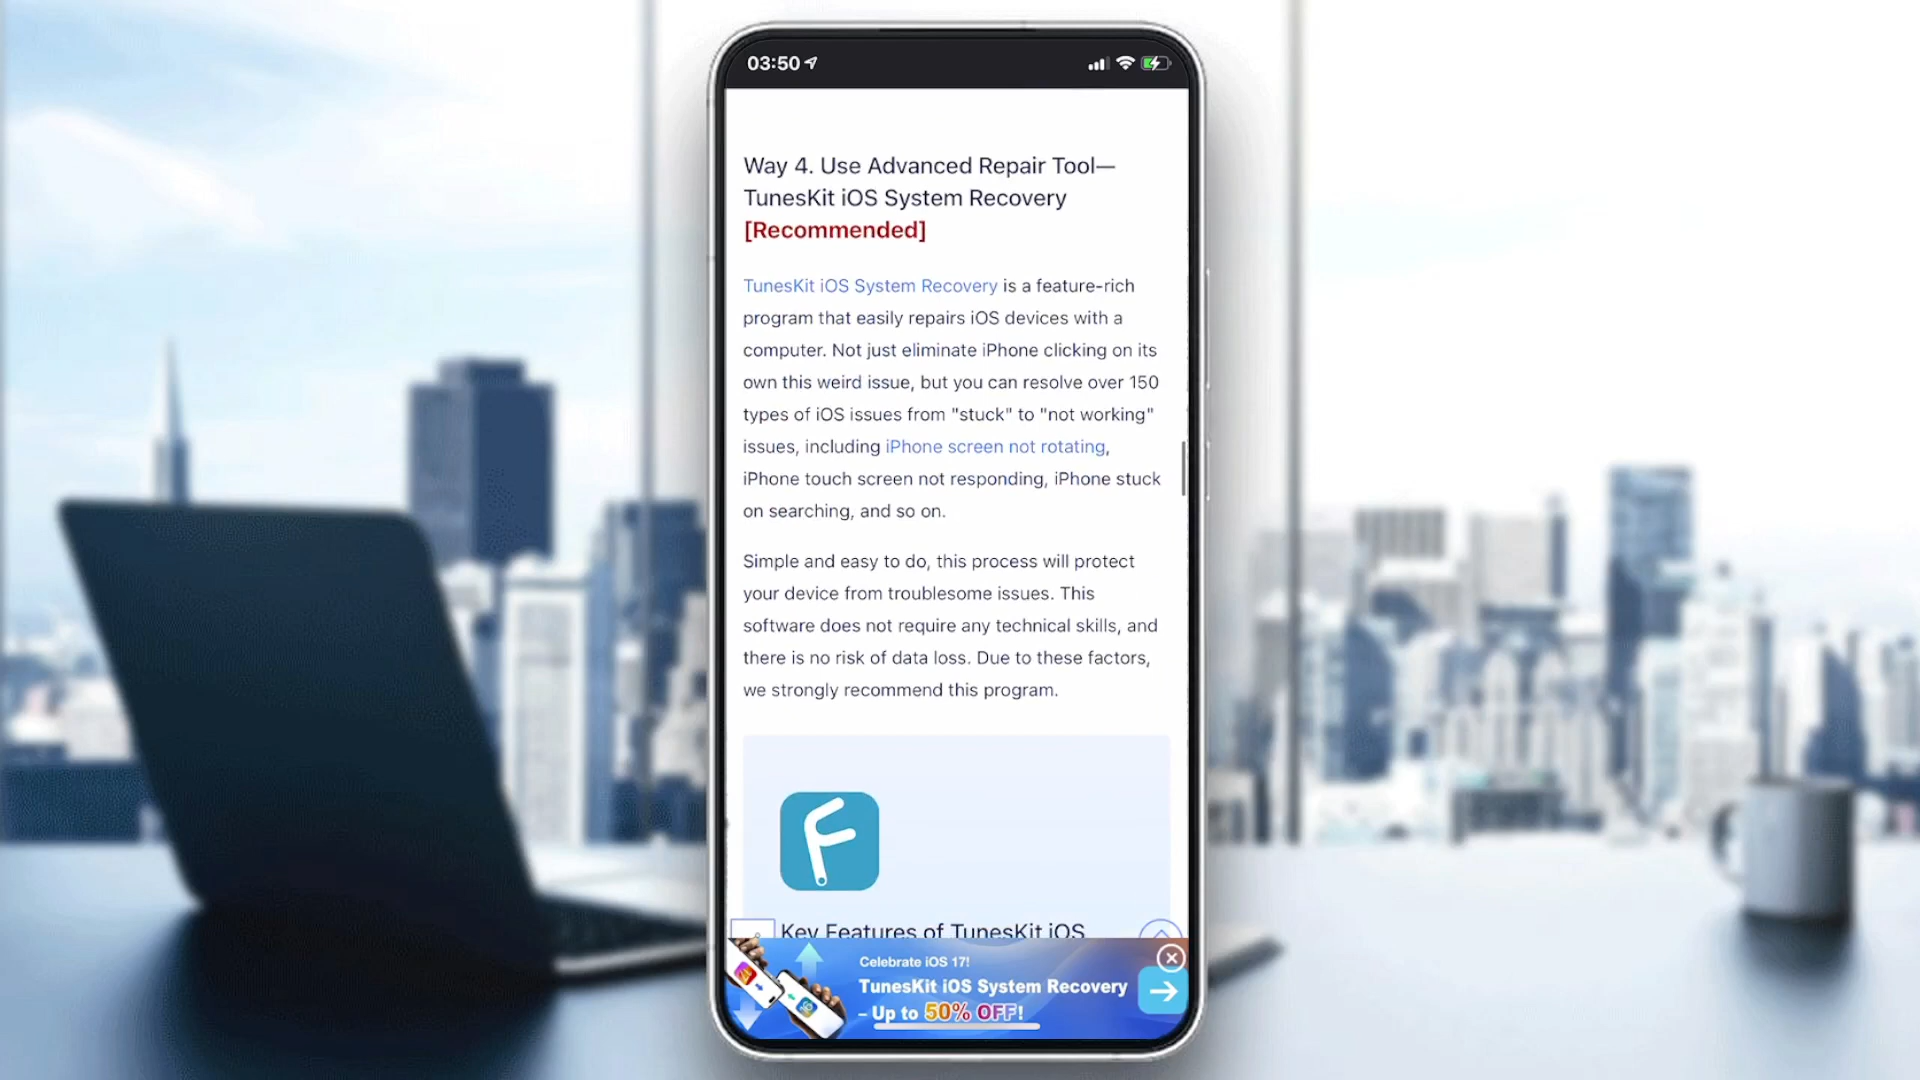 03:50
Way 4. Use Advanced Repair Tool—
TunesKit iOS System Recovery
[Recommended]
TunesKit iOS System Recovery is a feature-rich
program that easily repairs iOS devices with a
computer. Not just eliminate iPhone clicking on its
own this weird issue, but you can resolve over 150
types of iOS issues from "stuck" to "not working"
issues, including iPhone screen not rotating,
iPhone touch screen not responding, iPhone stuck
on searching, and so on.
Simple and easy to do, this process will protect
your device from troublesome issues. This
software does not require any technical skills, and
there is no risk of data loss. Due to these factors,
we strongly recommend this program.
Key Features of TunesKit iOS
Celebrate iOS 17!
TunesKit iOS System Recovery
– Up to 50% OFF!